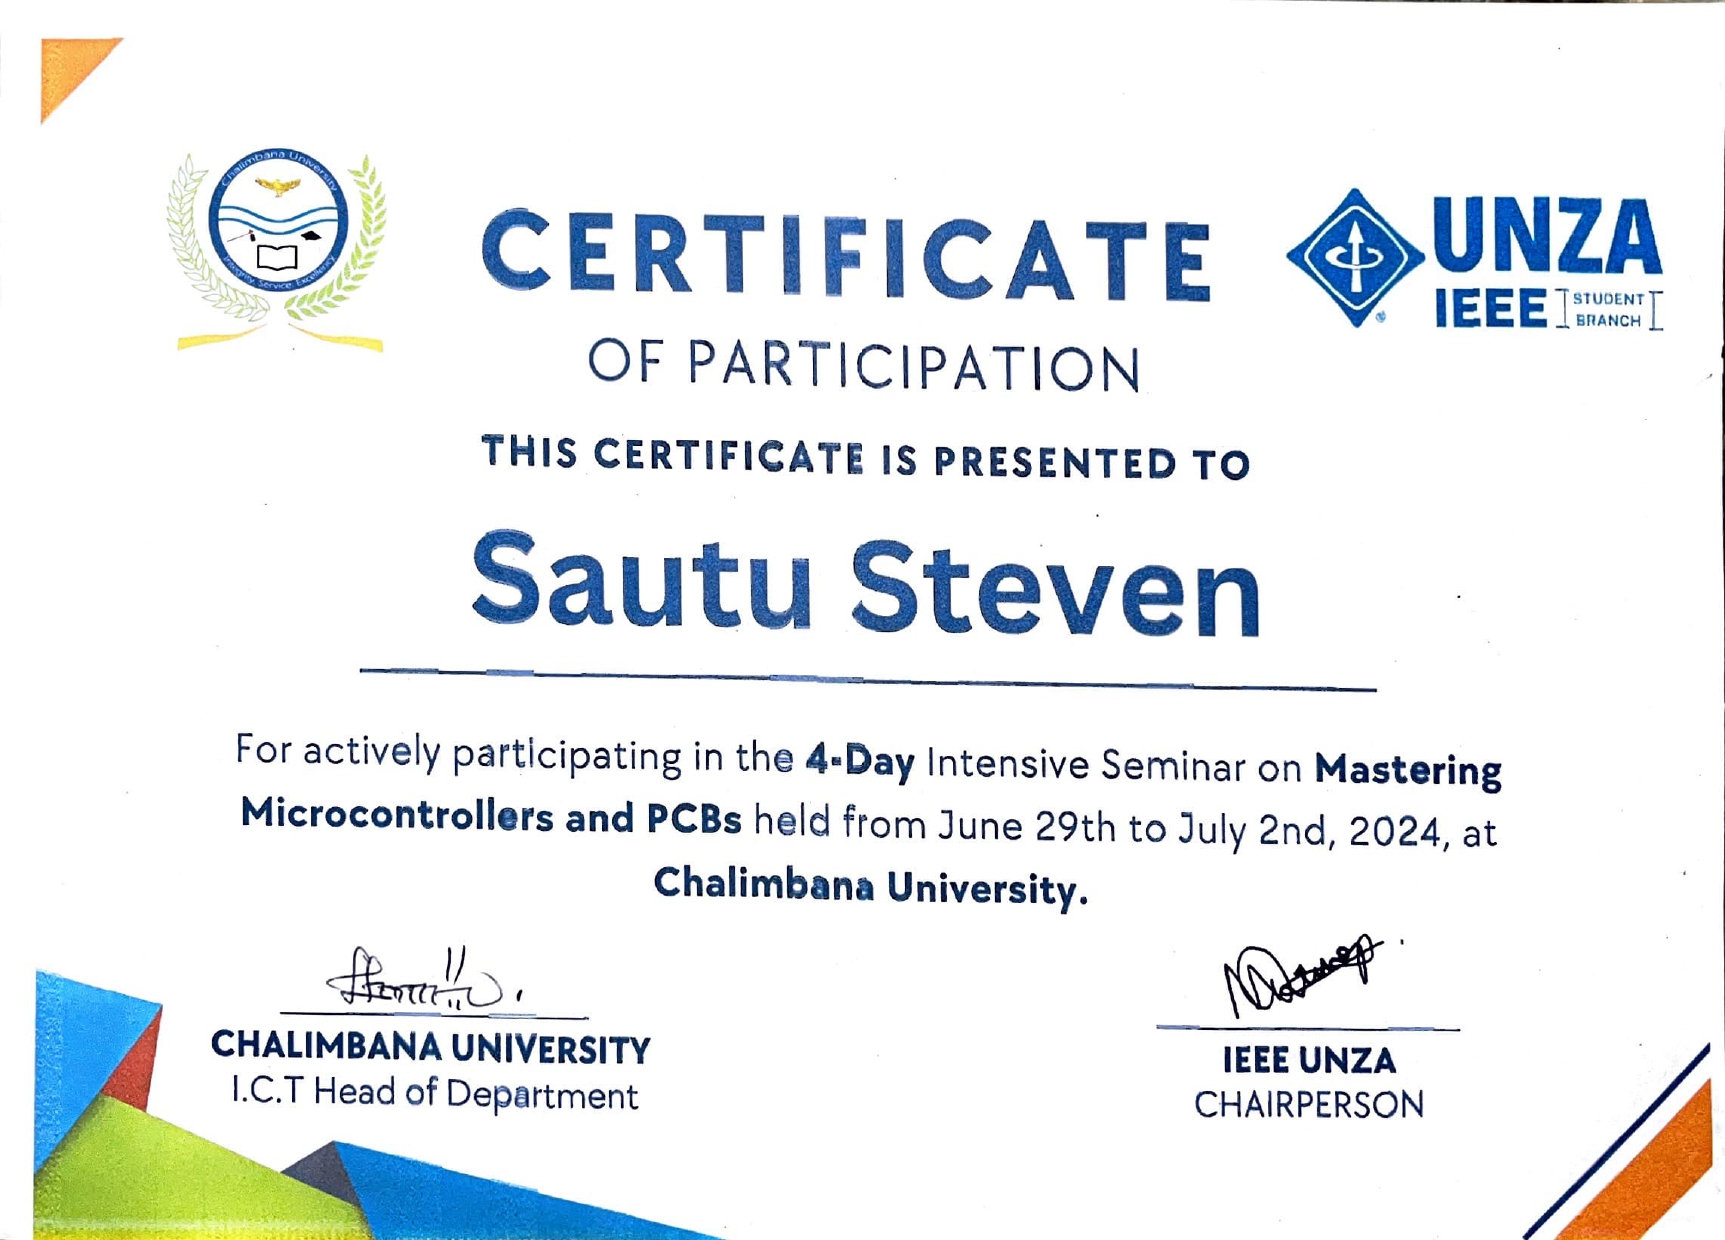 Chalimbana University
Integrity, Service, Excellency
CERTIFICATE
OF PARTICIPATION
UNZA
IEEE STUDENT
BRANCH
THIS CERTIFICATE IS PRESENTED TO
Sautu Steven
For actively participating in the 4-Day Intensive Seminar on Mastering
Microcontrollers and PCBs held from June 29th to July 2nd, 2024, at
Chalimbana University.
CHALIMBANA UNIVERSITY
I.C.T Head of Department
IEEE UNZA
CHAIRPERSON